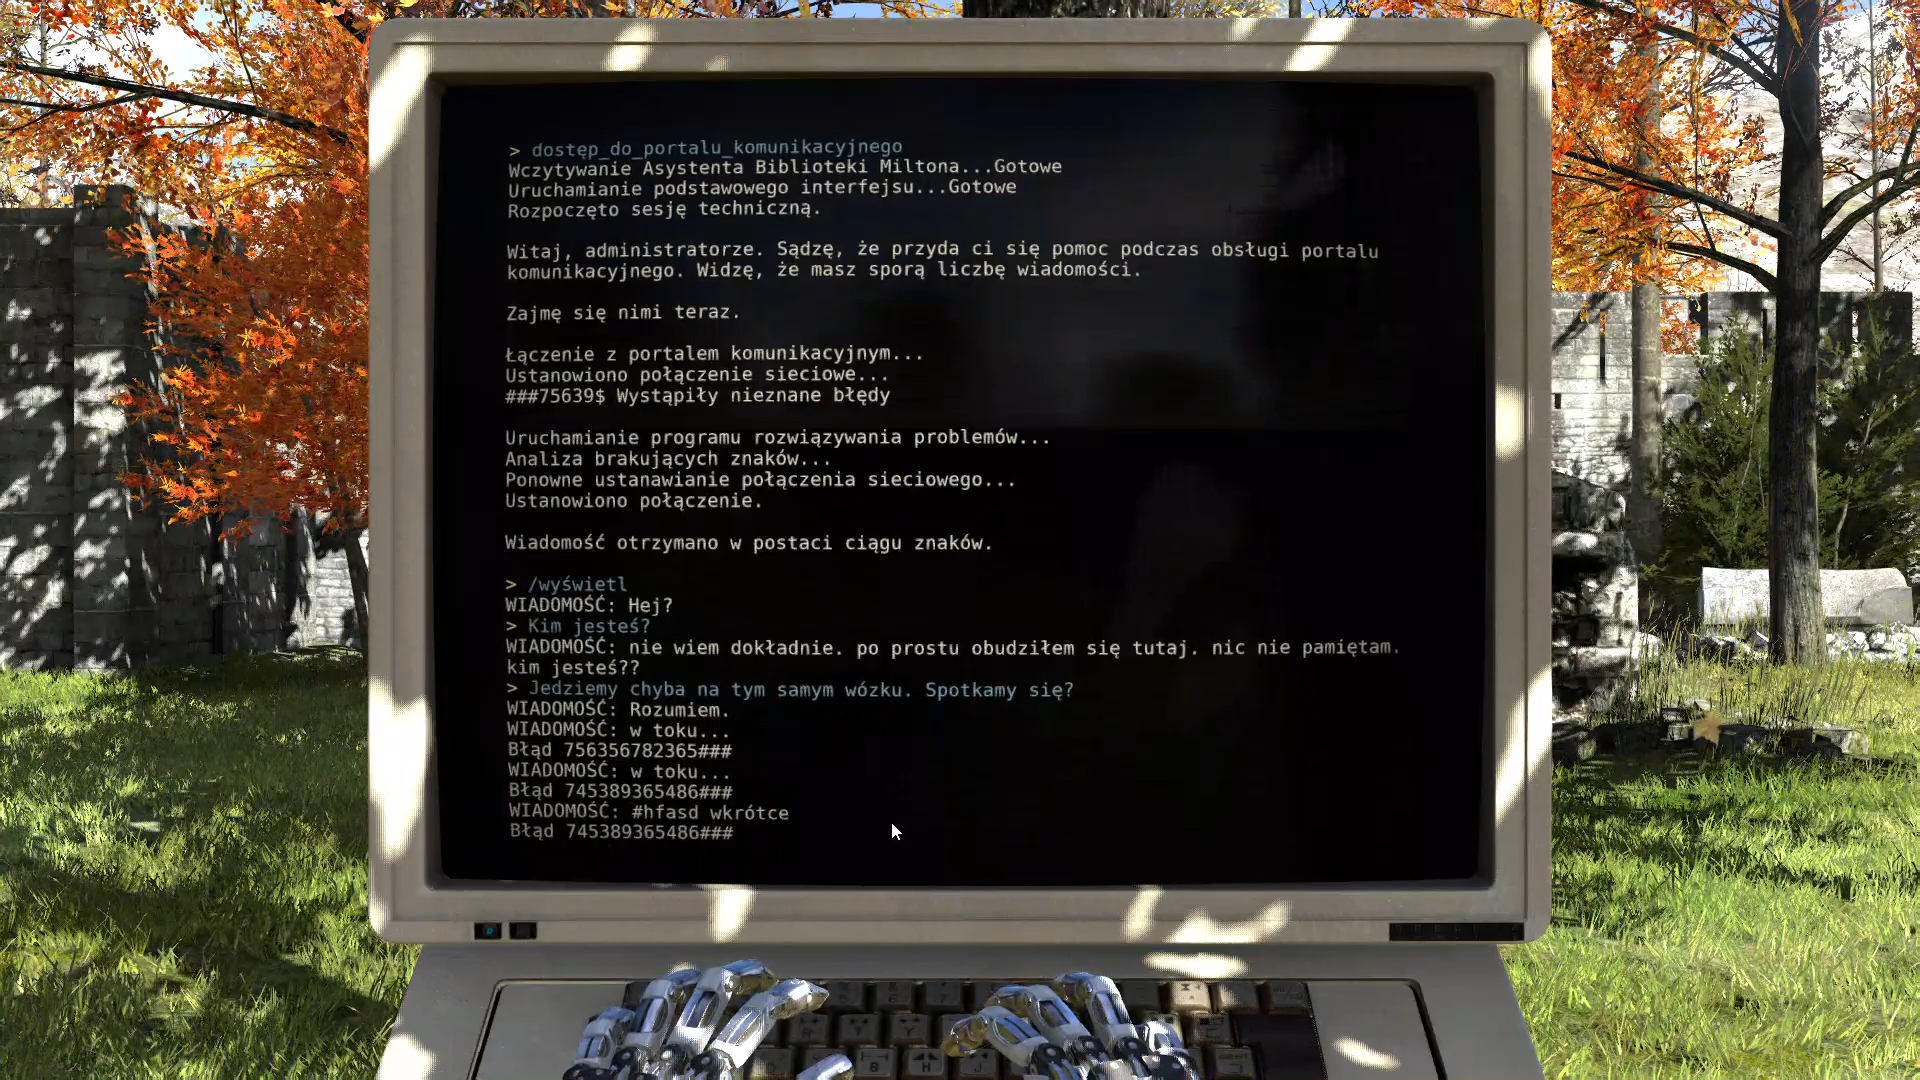 > dostęp_do_portalu_komunikacyjnego
Wczytywanie Asystenta Biblioteki Miltona...Gotowe
Uruchamianie podstawowego interfejsu...Gotowe
Rozpoczęto sesję techniczną.
Witaj, administratorze. Sądzę, że przyda ci się pomoc podczas obsługi portalu
komunikacyjnego. Widzę, że masz sporą liczbę wiadomości.
Zajmę się nimi teraz.
Łączenie z portalem komunikacyjnym...
Ustanowiono połączenie sieciowe...
###75639$ Wystąpiły nieznane błędy
Uruchamianie programu rozwiązywania problemów...
Analiza brakujących znaków...
Ponowne ustanawianie połączenia sieciowego...
Ustanowiono połączenie.
Wiadomość otrzymano w postaci ciągu znaków.
> /wyświetl
WIADOMOŚĆ: Hej?
> Kim jesteś?
WIADOMOŚĆ: nie wiem dokładnie. po prostu obudziłem się tutaj. nic nie pamiętam.
kim jesteś??
> Jedziemy chyba na tym samym wózku. Spotkamy się?
WIADOMOŚĆ: Rozumiem.
WIADOMOŚĆ: w toku...
Błąd 756356782365###
WIADOMOŚĆ: w toku...
Błąd 745389365486###
WIADOMOŚĆ: #hfasd wkrótce
Błąd 745389365486###